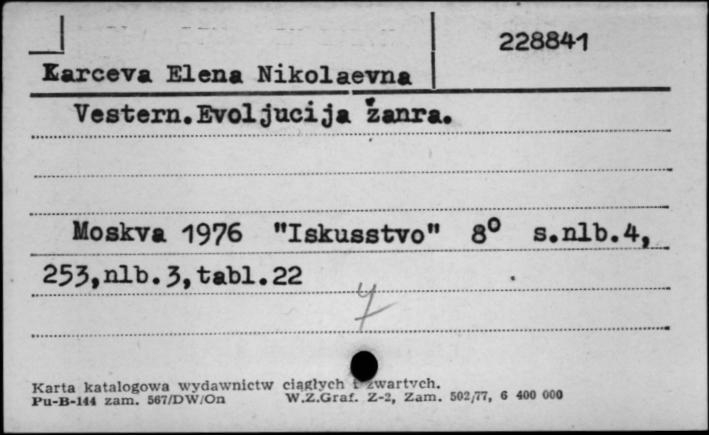 228841
Karceva Elena Nikolaevna
Vestern.Evoljucija žanra.
Moskva 1976 "Iskusstvo" 8° s.nlb.4,
253,nlb.3,tabl.22
Karta katalogowa wydawnictw ciągłych i zwartych.
Pu-B-144 zam. 567/DW/On W.Z.Graf. Z-2, Zam. 502/77, 6 400 000